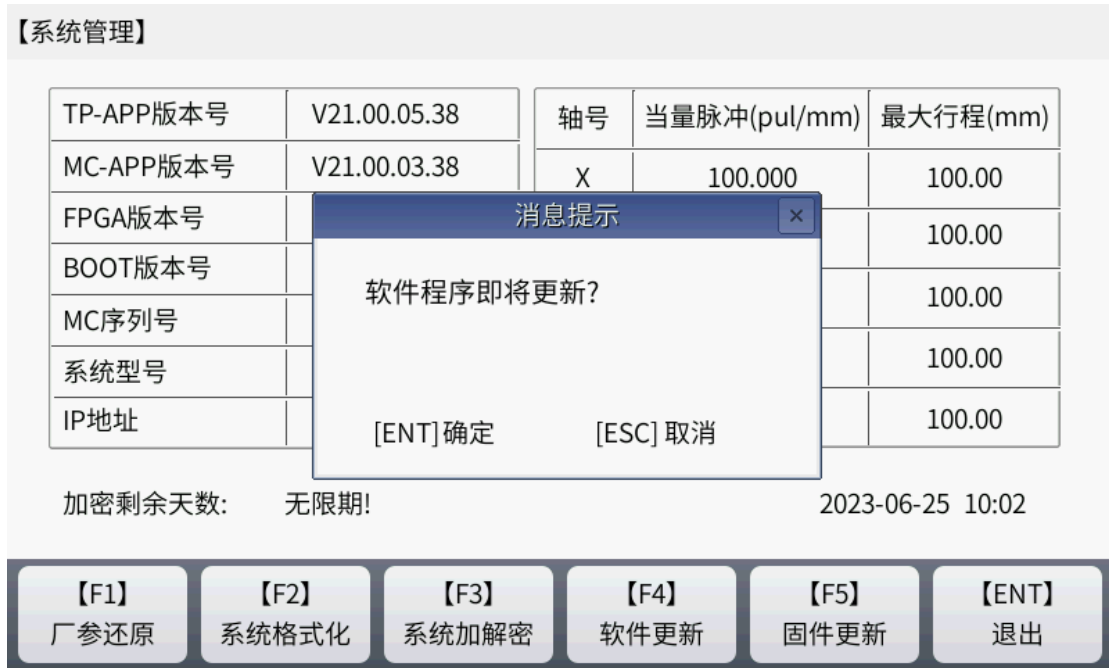 【系统管理】
TP-APP版本号 V21.00.05.38 轴号 当量脉冲(pul/mm) 最大行程(mm)
MC-APP版本号 V21.00.03.38 X 100.000 100.00
消息提示 ×
FPGA版本号 100.00
BOOT版本号
软件程序即将更新?
MC序列号 100.00
系统型号 100.00
IP地址 100.00
[ENT]确定 [ESC]取消
加密剩余天数: 无限期! 2023-06-25 10:02
【F1】 【F2】 【F3】 【F4】 【F5】 【ENT】
厂参还原 系统格式化 系统加解密 软件更新 固件更新 退出